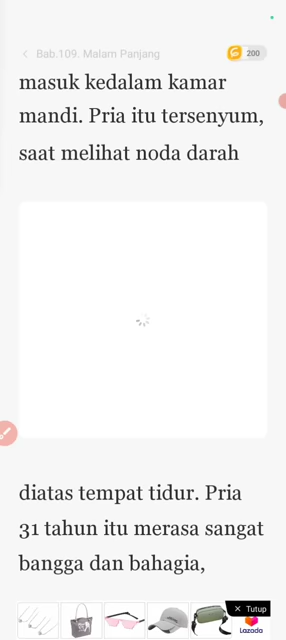 Bab.109. Malam Panjang
200
masuk kedalam kamar
mandi. Pria itu tersenyum,
saat melihat noda darah
diatas tempat tidur. Pria
31 tahun itu merasa sangat
bangga dan bahagia,
× Tutup
Lazada